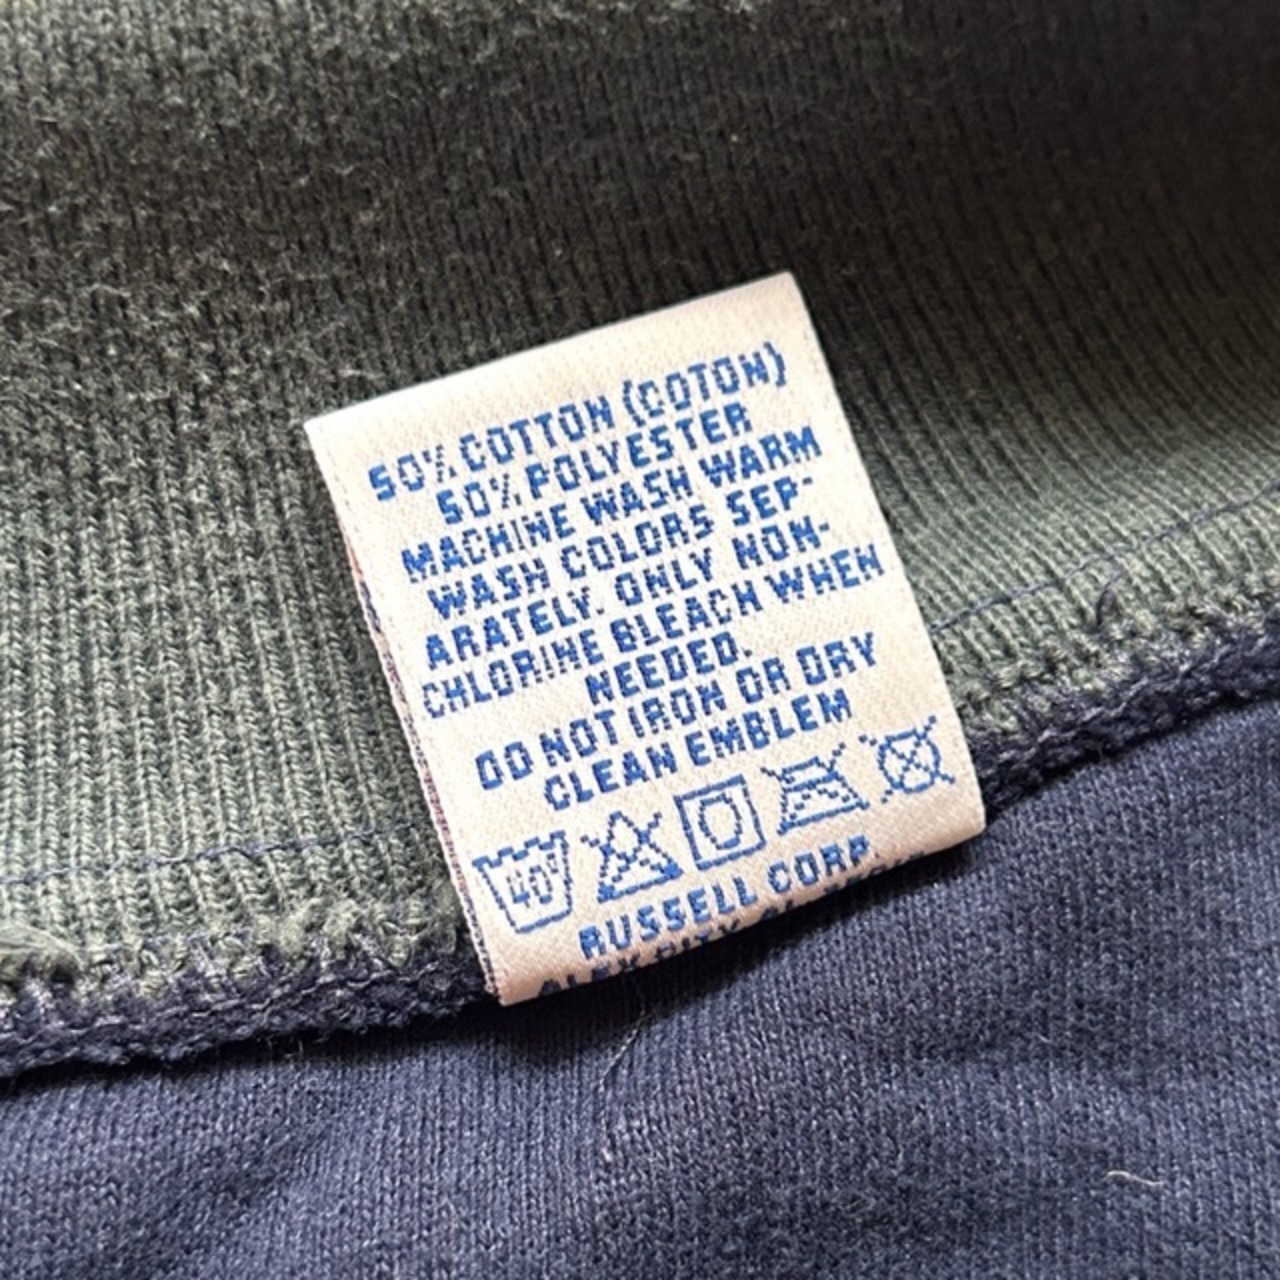 50% COTTON (COTON)
50% POLYESTER
MACHINE WASH WARM
WASH COLORS SEP-
ARATELY. ONLY NON-
CHLORINE BLEACH WHEN
NEEDED.
DO NOT IRON OR DRY
CLEAN EMBLEM
40°
RUSSELL CORP.